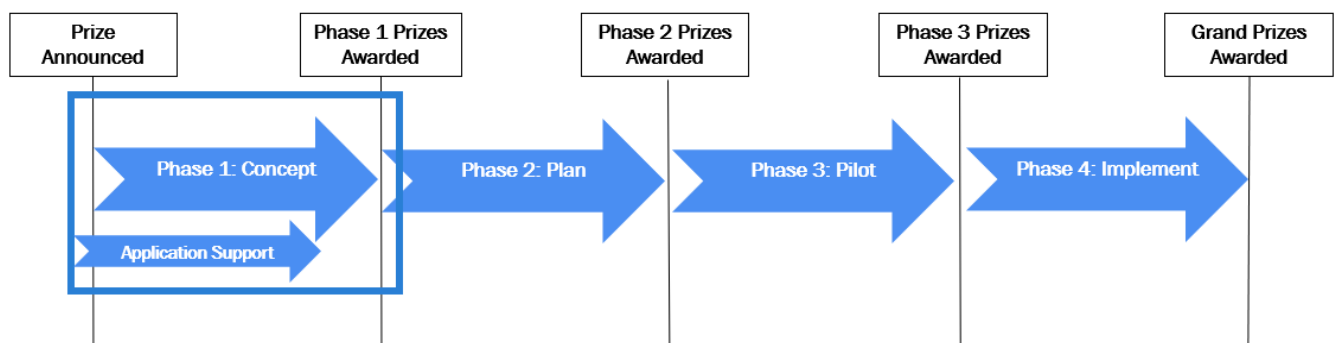 Prize
Announced
Phase 1 Prizes
Awarded
Phase 2 Prizes
Awarded
Phase 3 Prizes
Awarded
Grand Prizes
Awarded
Phase 1: Concept
Phase 2: Plan
Phase 3: Pilot
Phase 4: Implement
Application Support